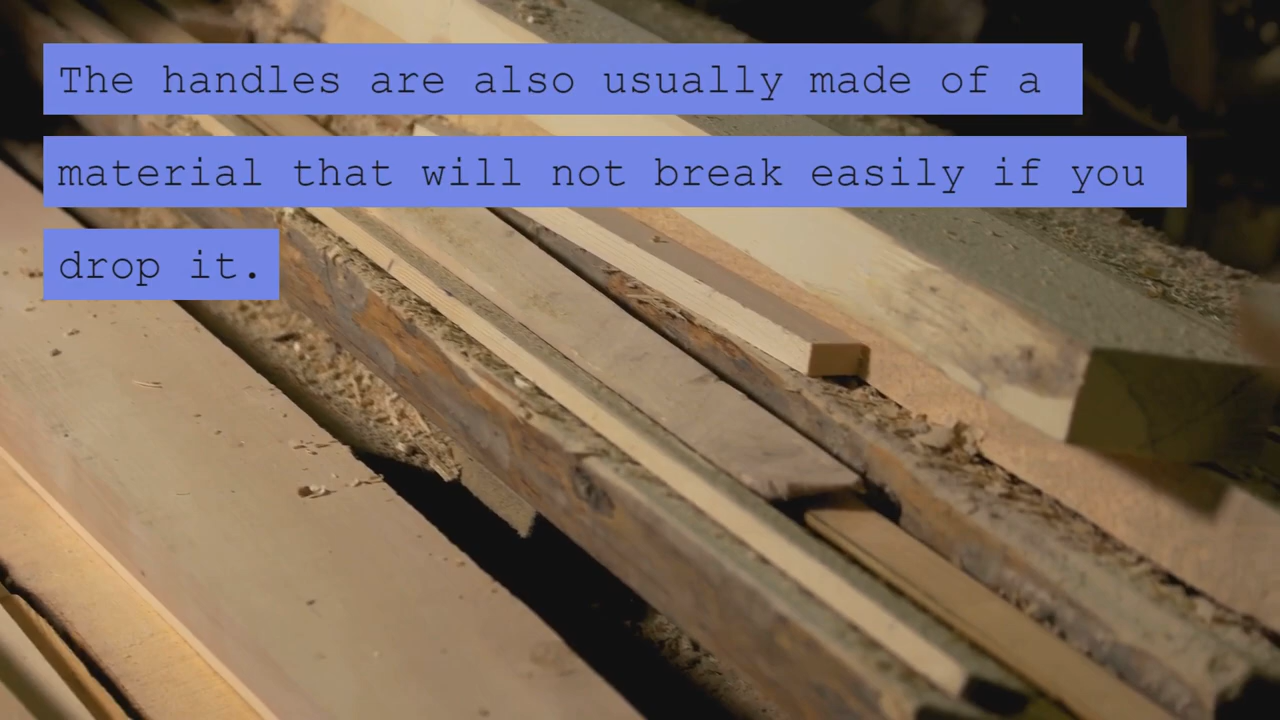 The handles are also usually made of a
material that will not break easily if you
drop it.